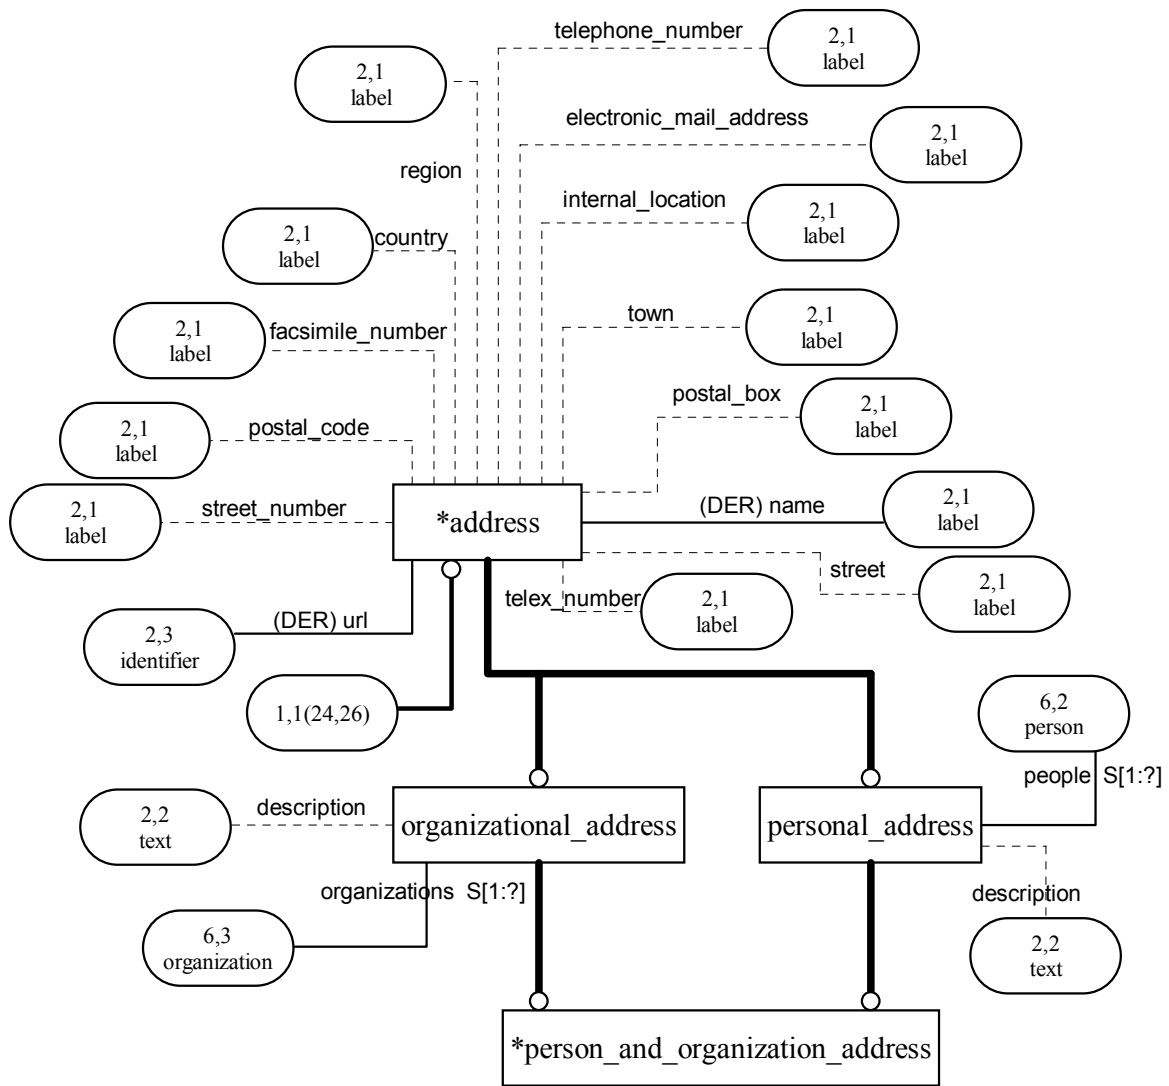 telephone_number
2,1
label
2,1
label
electronic_mail_address
2,1
label
region
internal_location
2,1
label
2,1
label
country
2,1
label
facsimile_number
town
2,1
label
postal_box
2,1
label
2,1
label
postal_code
2,1
label
street_number
*address
(DER) name
2,1
label
street
2,1
label
telex_number
2,1
label
(DER) url
2,3
identifier
1,1(24,26)
6,2
person
people S[1:?]
description
2,2
text
organizational_address
personal_address
organizations S[1:?]
description
6,3
organization
2,2
text
*person_and_organization_address